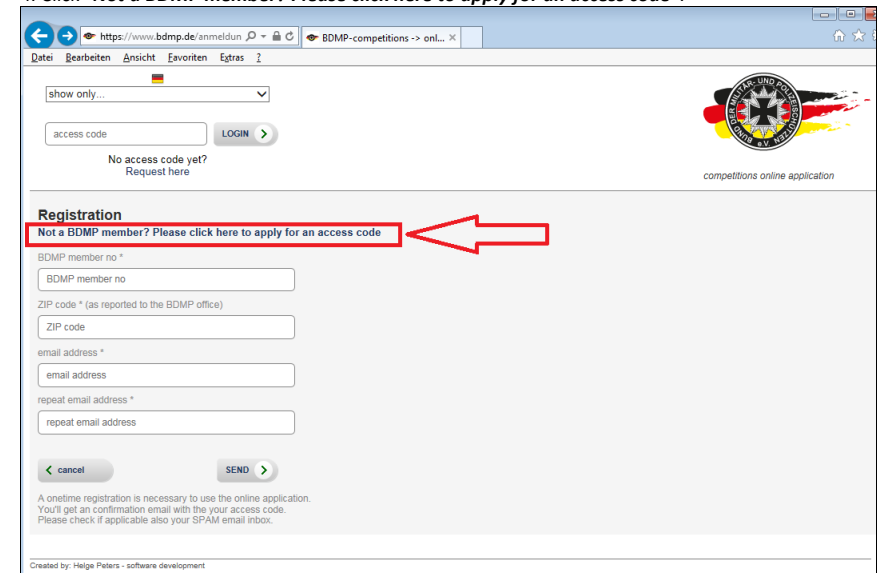 https://www.bdmp.de/anmeldun
BDMP-competitions -> onl...
Datei Bearbeiten Ansicht Favoriten Extras ?
show only...
access code
LOGIN
No access code yet?
Request here
BUND DER MILITÄR- UND POLIZEISCHÜTZEN e.V.
competitions online application
Registration
Not a BDMP member? Please click here to apply for an access code
BDMP member no *
BDMP member no
ZIP code * (as reported to the BDMP office)
ZIP code
email address *
email address
repeat email address *
repeat email address
cancel
SEND
A onetime registration is necessary to use the online application.
You'll get an confirmation email with the your access code.
Please check if applicable also your SPAM email inbox.
Created by: Helge Peters - software development